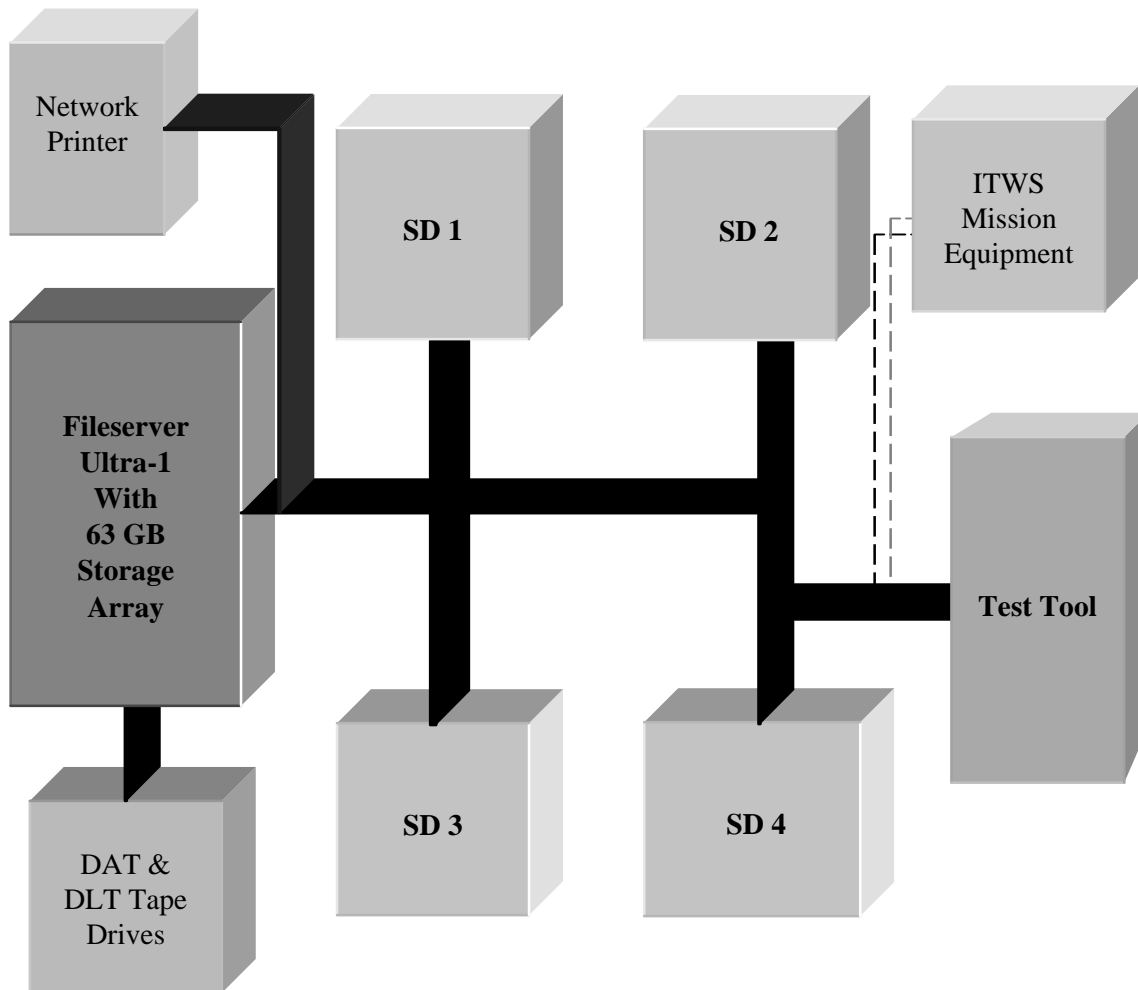 Network
Printer
SD 1
SD 2
ITWS
Mission
Equipment
Fileserver
Ultra-1
With
63 GB
Storage
Array
Test Tool
SD 3
SD 4
DAT &
DLT Tape
Drives